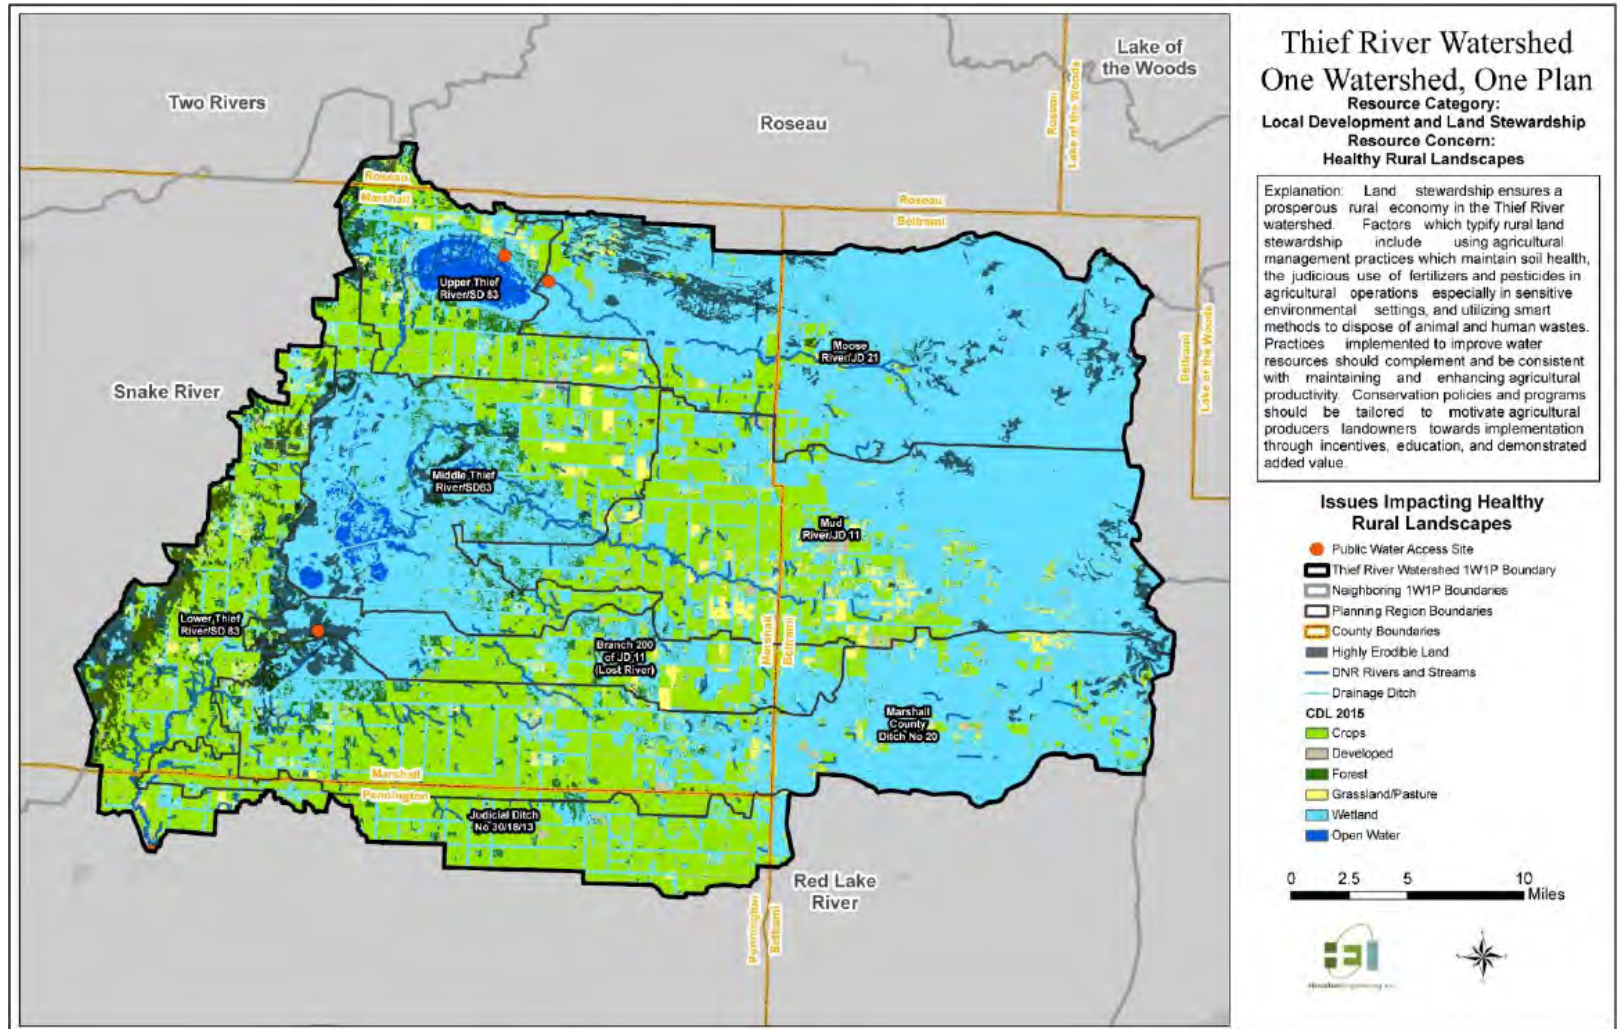 Thief River Watershed
One Watershed, One Plan
Resource Category:
Local Development and Land Stewardship
Resource Concern:
Healthy Rural Landscapes
Explanation: Land stewardship ensures a
prosperous rural economy in the Thief River
watershed. Factors which typify rural land
stewardship include using agricultural
management practices which maintain soil health,
the judicious use of fertilizers and pesticides in
agricultural operations especially in sensitive
environmental settings, and utilizing smart
methods to dispose of animal and human wastes.
Practices implemented to improve water
resources should complement and be consistent
with maintaining and enhancing agricultural
productivity. Conservation policies and programs
should be tailored to motivate agricultural
producers landowners towards implementation
through incentives, education, and demonstrated
added value.
Issues Impacting Healthy
Rural Landscapes
Public Water Access Site
Thief River Watershed 1W1P Boundary
Neighboring 1W1P Boundaries
Planning Region Boundaries
County Boundaries
Highly Erodible Land
DNR Rivers and Streams
Drainage Ditch
CDL 2015
Crops
Developed
Forest
Grassland/Pasture
Wetland
Open Water
0 2.5 5 10
Miles
Two Rivers
Roseau
Lake of
the Woods
Roseau
Lake of the Woods
Roseau
Marshall
Roseau
Beltrami
Beltrami
Lake of the Woods
Upper Thief
River/SD 83
Moose
River/JD 21
Snake River
Middle Thief
River/SD83
Mud
River/JD 11
Lower Thief
River/SD 83
Branch 200
of JD 11
(Lost River)
Marshall
Beltrami
Marshall
County
Ditch No 20
Marshall
Pennington
Judicial Ditch
No 30/18/13
Red Lake
River
Pennington
Beltrami